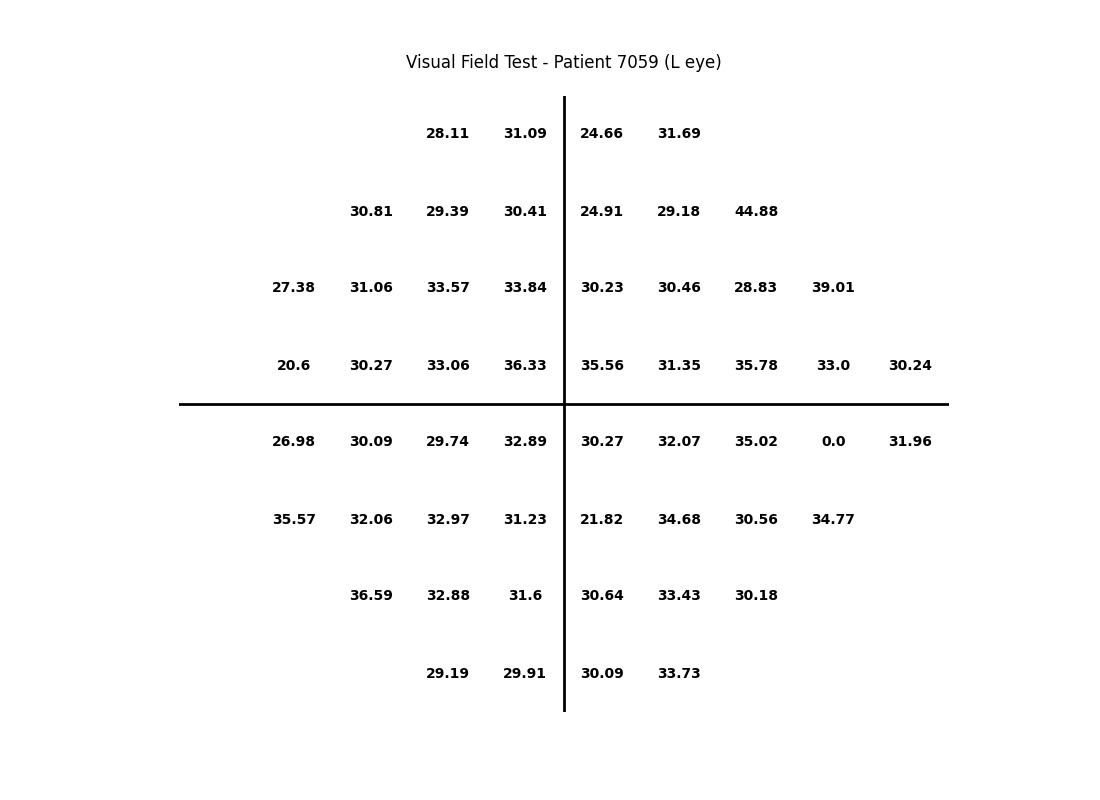 Visual Field Test - Patient 7059 (L eye)
28.11 31.09 24.66 31.69
30.81 29.39 30.41 24.91 29.18 44.88
27.38 31.06 33.57 33.84 30.23 30.46 28.83 39.01
20.6 30.27 33.06 36.33 35.56 31.35 35.78 33.0 30.24
26.98 30.09 29.74 32.89 30.27 32.07 35.02 0.0 31.96
35.57 32.06 32.97 31.23 21.82 34.68 30.56 34.77
36.59 32.88 31.6 30.64 33.43 30.18
29.19 29.91 30.09 33.73